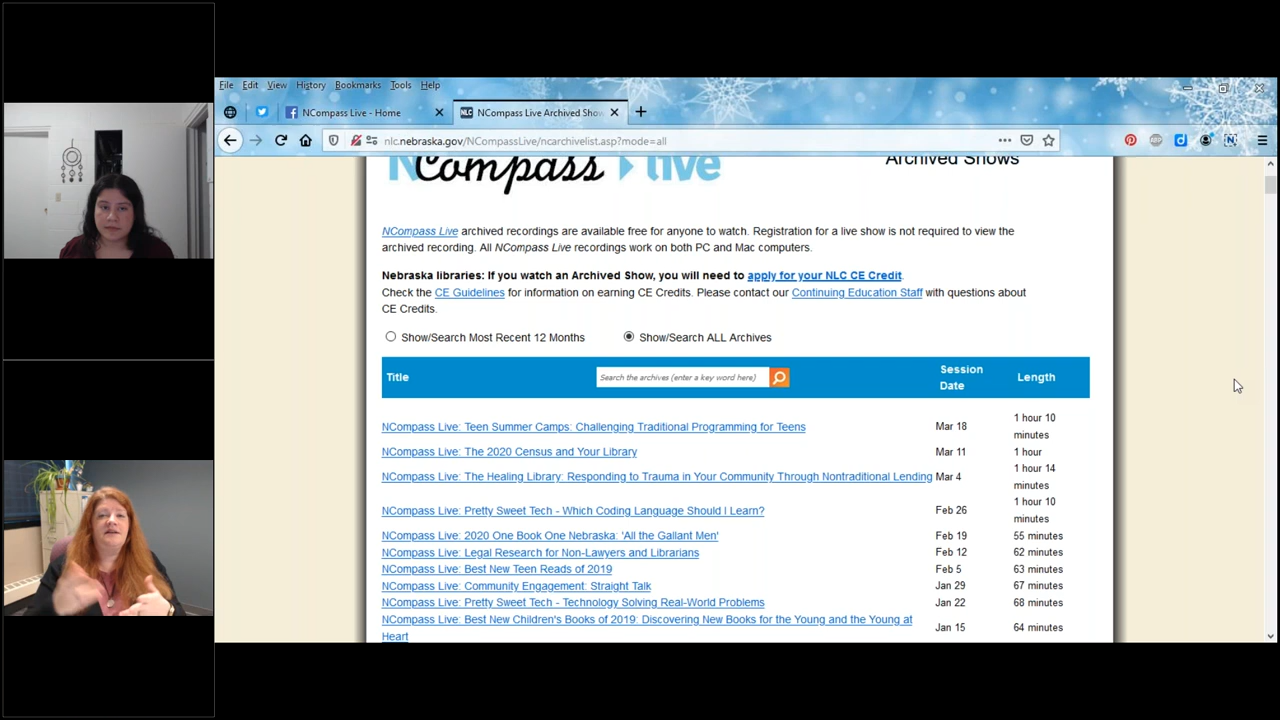 File Edit View History Bookmarks Tools Help
NCompass Live - Home
NLC NCompass Live Archived Show
nlc.nebraska.gov/NCompassLive/ncarchivelist.asp?mode=all
NCompass live Archived Shows
NCompass Live archived recordings are available free for anyone to watch. Registration for a live show is not required to view the
archived recording. All NCompass Live recordings work on both PC and Mac computers.
Nebraska libraries: If you watch an Archived Show, you will need to apply for your NLC CE Credit.
Check the CE Guidelines for information on earning CE Credits. Please contact our Continuing Education Staff with questions about
CE Credits.
Show/Search Most Recent 12 Months Show/Search ALL Archives
Title Search the archives (enter a key word here) Session Date Length
NCompass Live: Teen Summer Camps: Challenging Traditional Programming for Teens Mar 18 1 hour 10 minutes
NCompass Live: The 2020 Census and Your Library Mar 11 1 hour
NCompass Live: The Healing Library: Responding to Trauma in Your Community Through Nontraditional Lending Mar 4 1 hour 14 minutes
NCompass Live: Pretty Sweet Tech - Which Coding Language Should I Learn? Feb 26 1 hour 10 minutes
NCompass Live: 2020 One Book One Nebraska: 'All the Gallant Men' Feb 19 55 minutes
NCompass Live: Legal Research for Non-Lawyers and Librarians Feb 12 62 minutes
NCompass Live: Best New Teen Reads of 2019 Feb 5 63 minutes
NCompass Live: Community Engagement: Straight Talk Jan 29 67 minutes
NCompass Live: Pretty Sweet Tech - Technology Solving Real-World Problems Jan 22 68 minutes
NCompass Live: Best New Children's Books of 2019: Discovering New Books for the Young and the Young at
Heart Jan 15 64 minutes